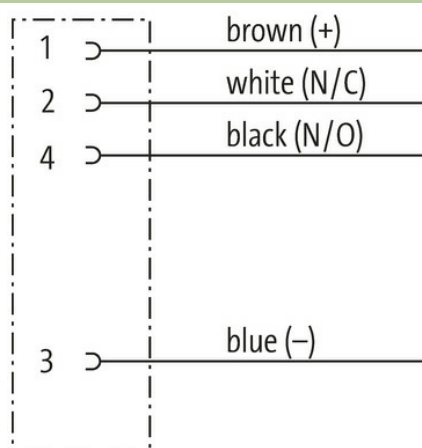 1 brown (+)
2 white (N/C)
4 black (N/O)
3 blue (–)